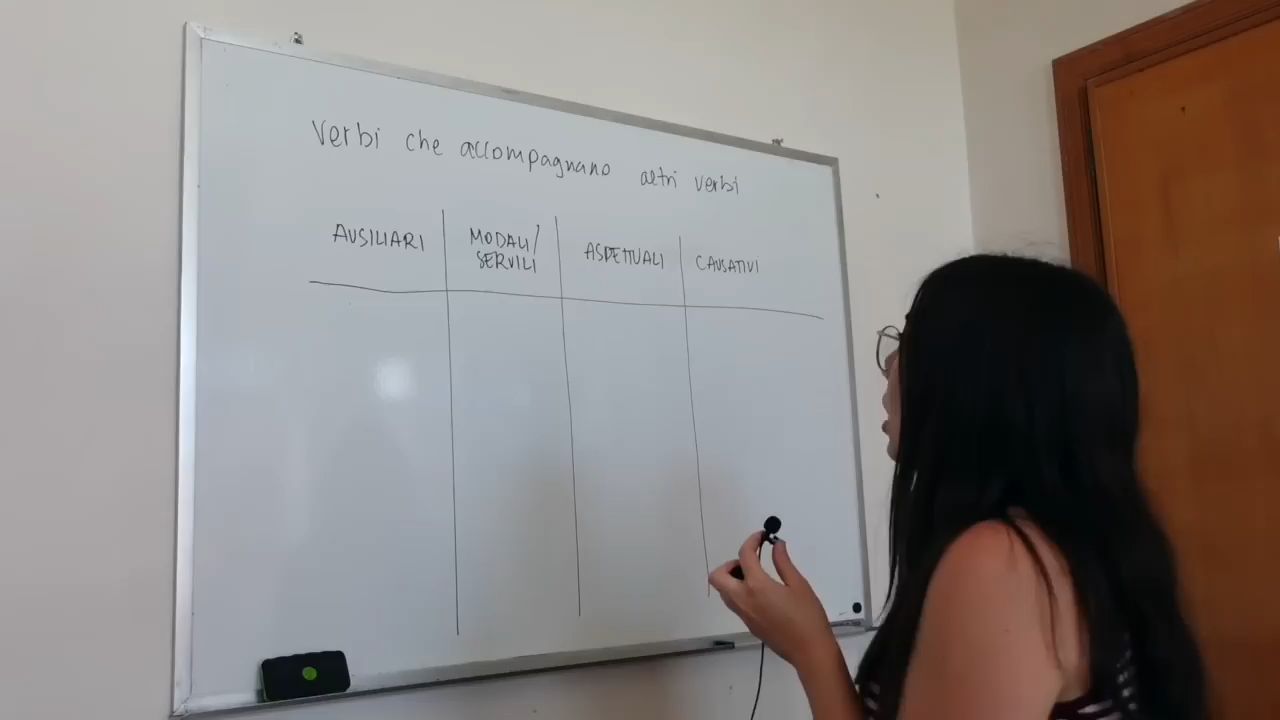 Verbi che accompagnano altri verbi
AUSILIARI
MODALI/
SERVILI
ASPETTUALI
CAUSATIVI